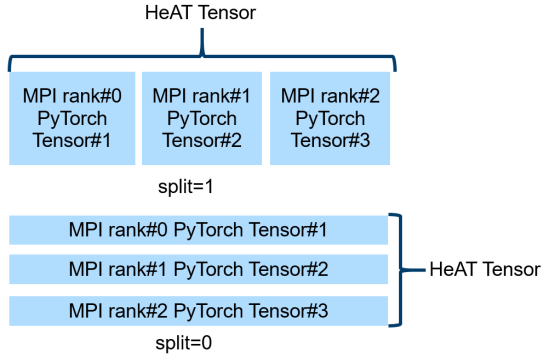 HeAT Tensor
MPI rank#0
PyTorch
Tensor#1
MPI rank#1
PyTorch
Tensor#2
MPI rank#2
PyTorch
Tensor#3
split=1
MPI rank#0 PyTorch Tensor#1
MPI rank#1 PyTorch Tensor#2
MPI rank#2 PyTorch Tensor#3
HeAT Tensor
split=0